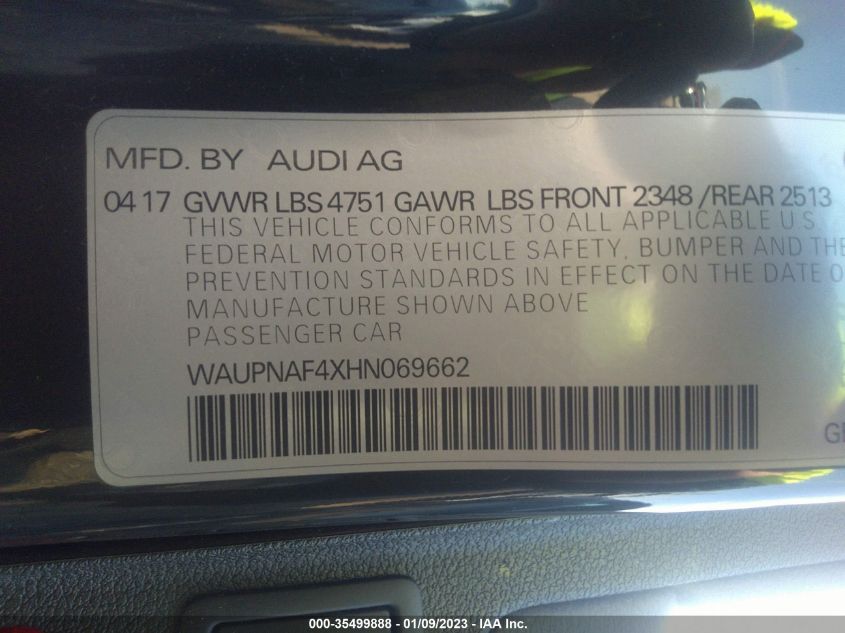 MFD. BY AUDI AG
04 17 GVWR LBS 4751 GAWR LBS FRONT 2348 /REAR 2513
THIS VEHICLE CONFORMS TO ALL APPLICABLE U.S.
FEDERAL MOTOR VEHICLE SAFETY, BUMPER AND THE
PREVENTION STANDARDS IN EFFECT ON THE DATE O
MANUFACTURE SHOWN ABOVE
PASSENGER CAR
WAUPNAF4XHN069662
000-35499888 - 01/09/2023 - IAA Inc.